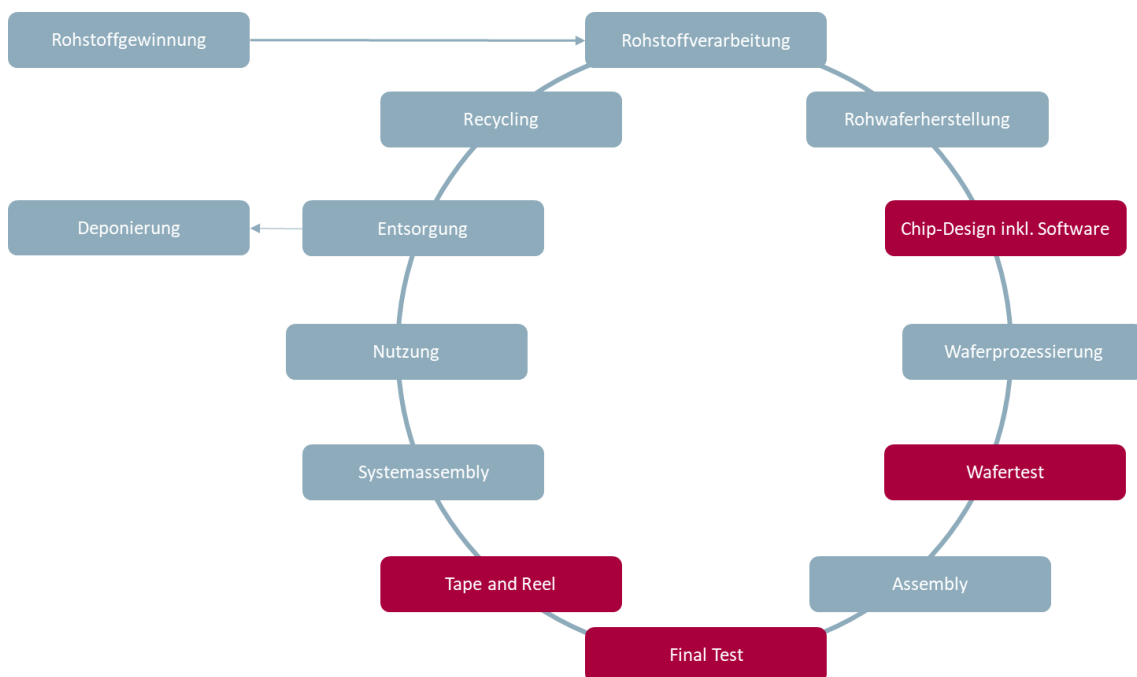 Rohstoffgewinnung
Rohstoffverarbeitung
Recycling
Rohwaferherstellung
Deponierung
Entsorgung
Chip-Design inkl. Software
Nutzung
Waferprozessierung
Systemassembly
Wafertest
Tape and Reel
Assembly
Final Test